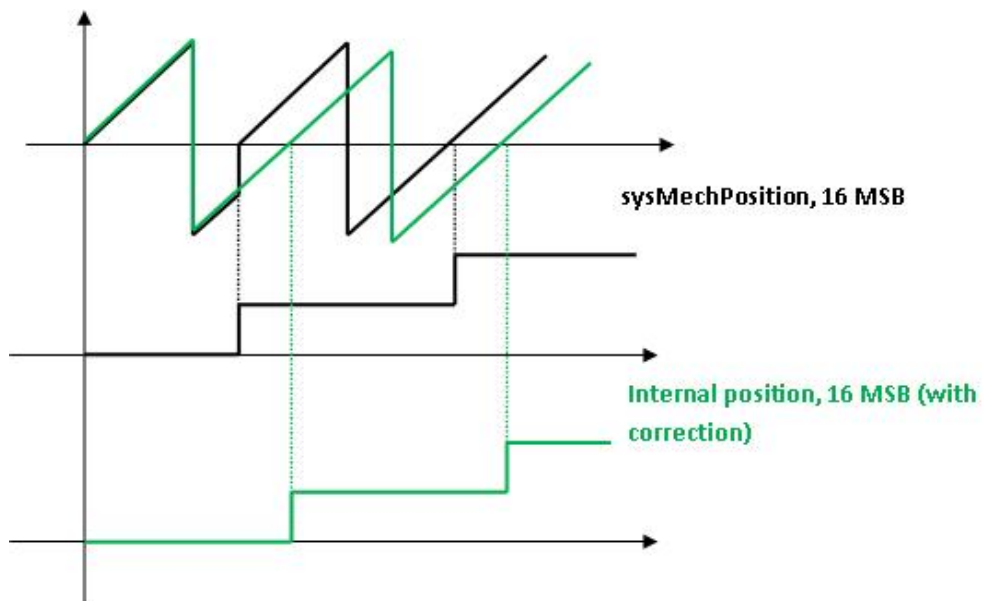 sysMechPosition, 16 MSB
Internal position, 16 MSB (with
correction)